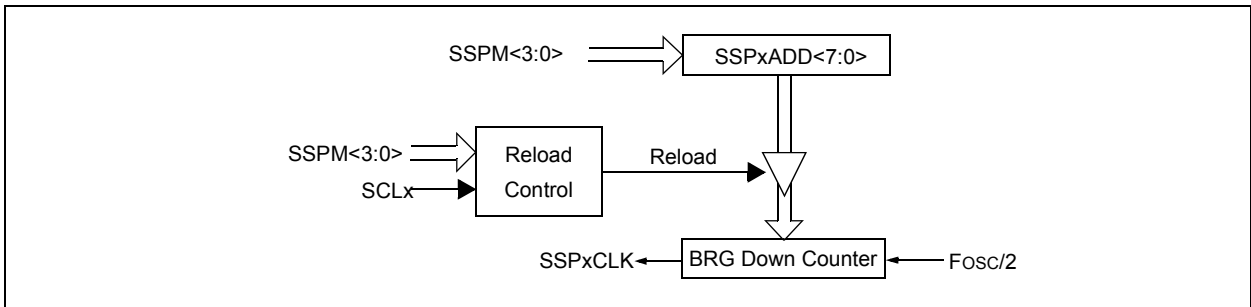 SSPM<3:0>
SSPxADD<7:0>
SSPM<3:0>
SCLx
Reload
Control
Reload
SSPxCLK
BRG Down Counter
FOSC/2